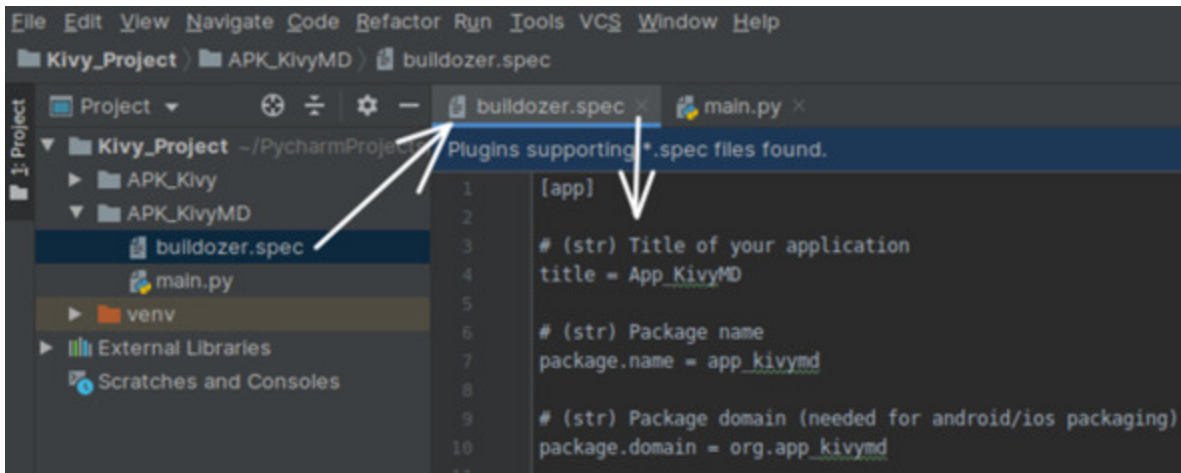 File Edit View Navigate Code Refactor Run Tools VCS Window Help
Kivy_Project APK_KivyMD buildozer.spec
1: Project
Project
buildozer.spec
main.py
Kivy_Project ~/PycharmProjects
Plugins supporting *.spec files found.
APK_Kivy
APK_KivyMD
buildozer.spec
main.py
venv
External Libraries
Scratches and Consoles
1 [app]
2
3 # (str) Title of your application
4 title = App_KivyMD
5
6 # (str) Package name
7 package.name = app_kivymd
8
9 # (str) Package domain (needed for android/ios packaging)
10 package.domain = org.app_kivymd